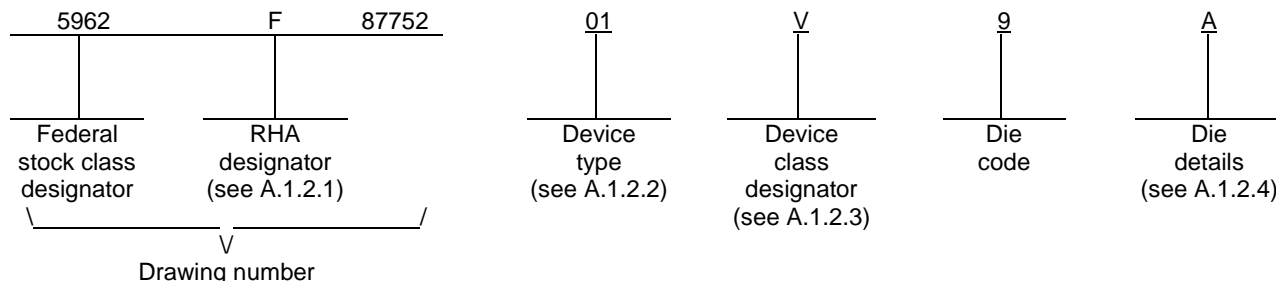 5962 F 87752 01 V 9 A
Federal stock class designator
RHA designator (see A.1.2.1)
Device type (see A.1.2.2)
Device class designator (see A.1.2.3)
Die code
Die details (see A.1.2.4)
\ /
\/
Drawing number